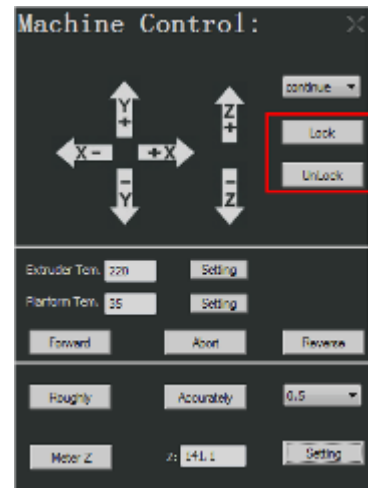 Machine Control:
continue
Y+
Z+
Lock
X- +X
UnLock
-Y
-Z
Extruder Tem. 220 Setting
Planform Tem. 35 Setting
Forward Abort Reverse
Roughly Accurately 0.5
Meter Z Z: 141.1 Setting